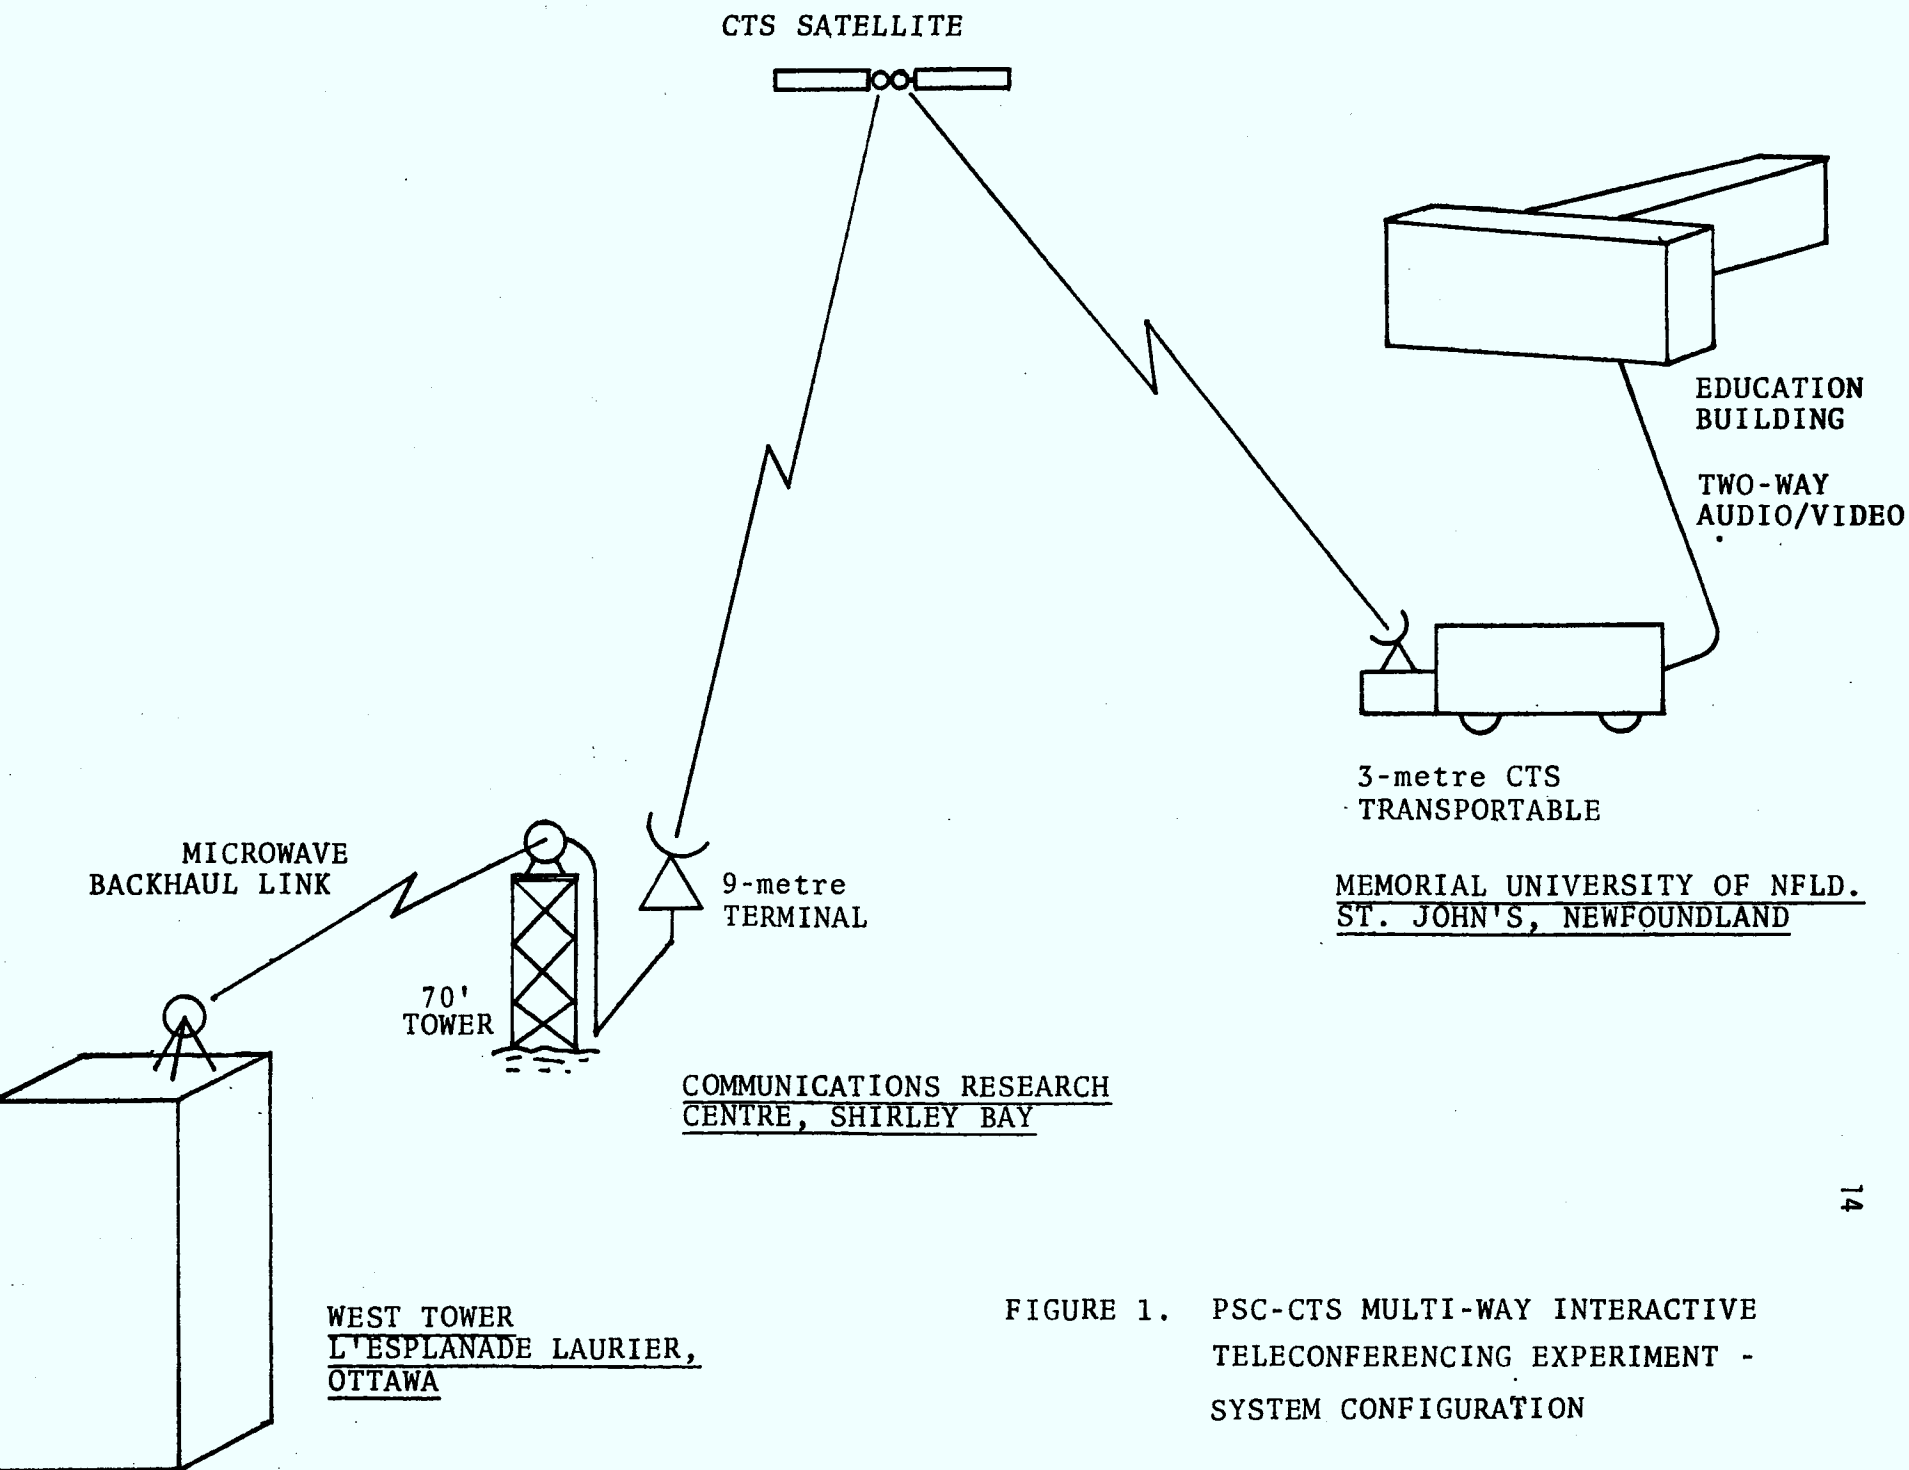 CTS SATELLITE
EDUCATION
BUILDING
TWO-WAY
AUDIO/VIDEO
3-metre CTS
TRANSPORTABLE
MEMORIAL UNIVERSITY OF NFLD.
ST. JOHN'S, NEWFOUNDLAND
MICROWAVE
BACKHAUL LINK
9-metre
TERMINAL
70'
TOWER
COMMUNICATIONS RESEARCH
CENTRE, SHIRLEY BAY
WEST TOWER
L'ESPLANADE LAURIER,
OTTAWA
14
FIGURE 1. PSC-CTS MULTI-WAY INTERACTIVE
TELECONFERENCING EXPERIMENT -
SYSTEM CONFIGURATION